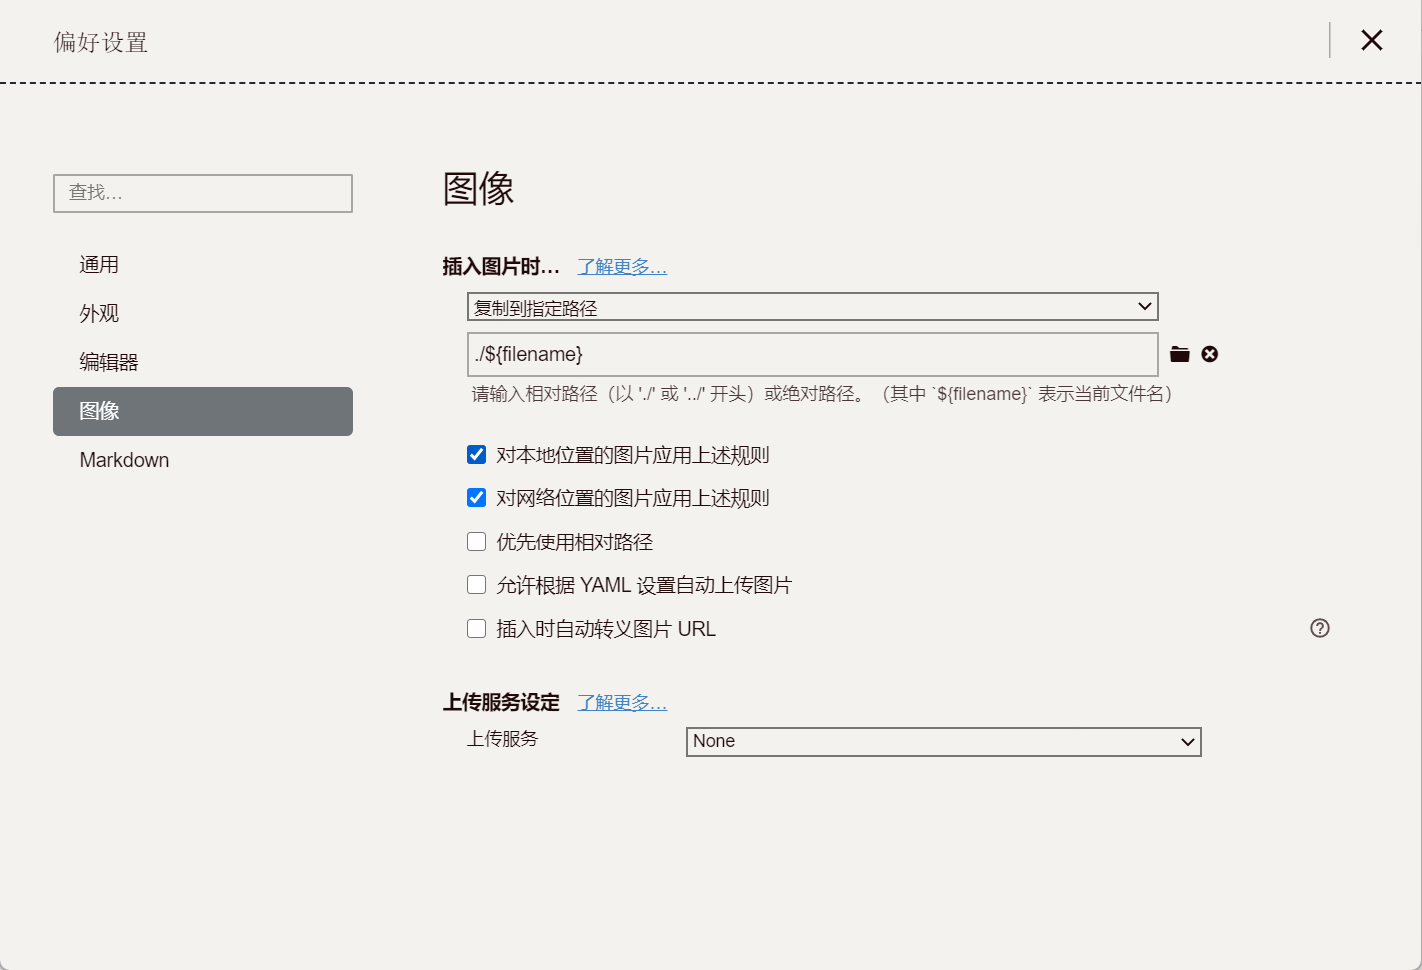 偏好设置
查找...
通用
外观
编辑器
图像
Markdown
图像
插入图片时... 了解更多...
复制到指定路径
./${filename}
请输入相对路径（以 './' 或 '../' 开头）或绝对路径。（其中 `${filename}` 表示当前文件名）
对本地位置的图片应用上述规则
对网络位置的图片应用上述规则
优先使用相对路径
允许根据 YAML 设置自动上传图片
插入时自动转义图片 URL
上传服务设定 了解更多...
上传服务 None